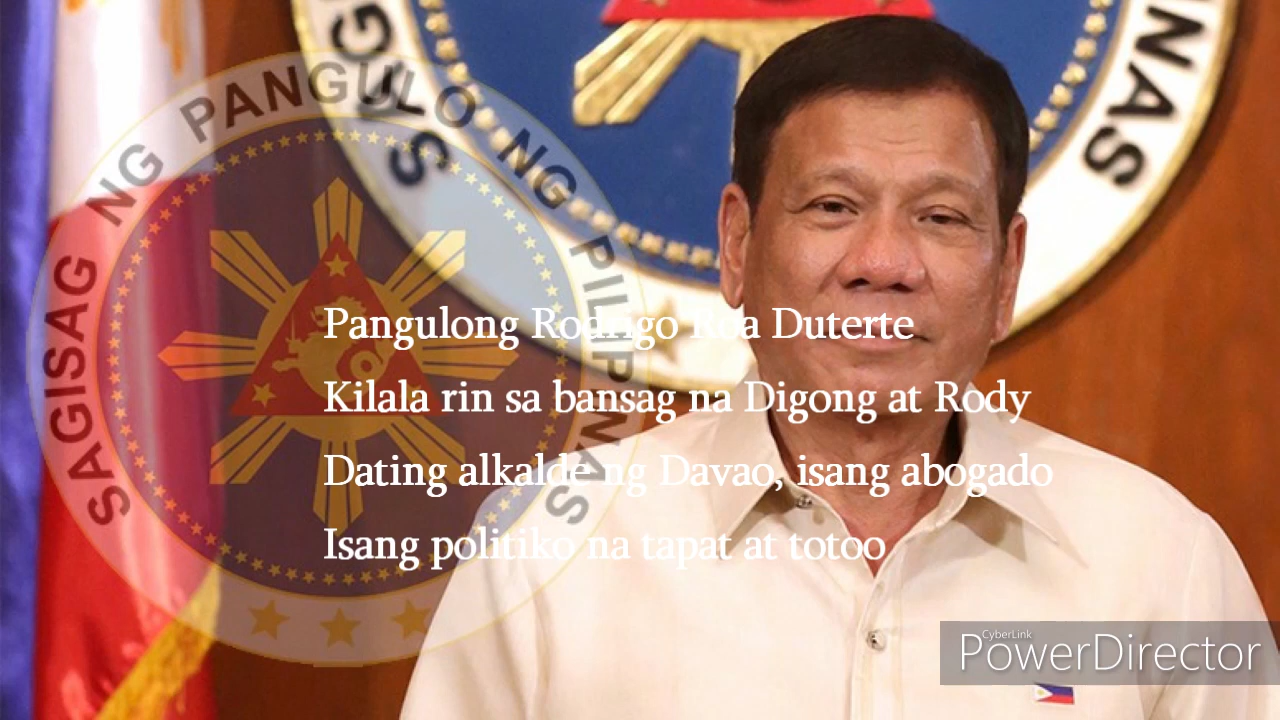 SAGISAG NG PANGULO NG PILIPINAS
Pangulong Rodrigo Roa Duterte
Kilala rin sa bansag na Digong at Rody
Dating alkalde ng Davao, isang abogado
Isang politiko na tapat at totoo
CyberLink
PowerDirector